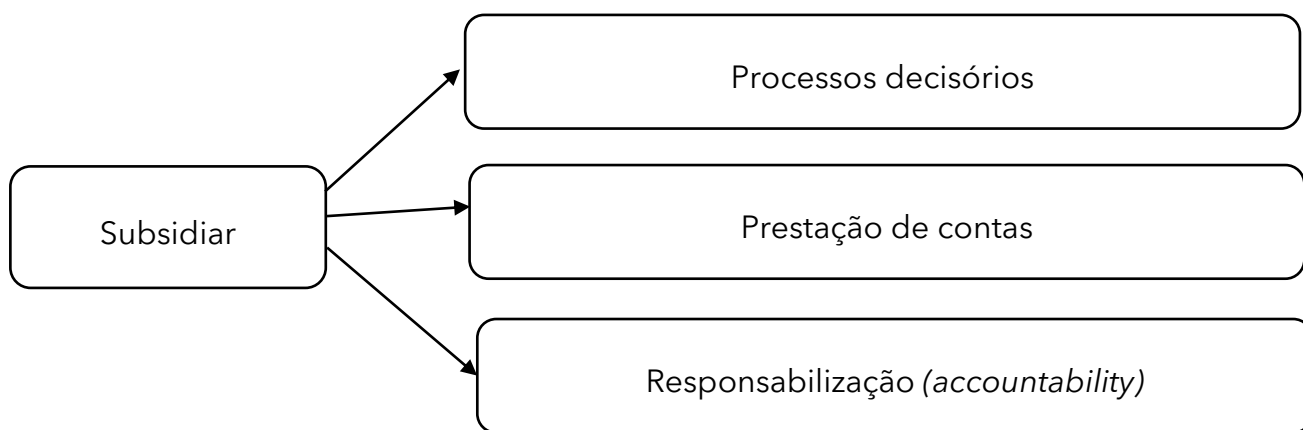 Processos decisórios
Subsidiar
Prestação de contas
Responsabilização (accountability)